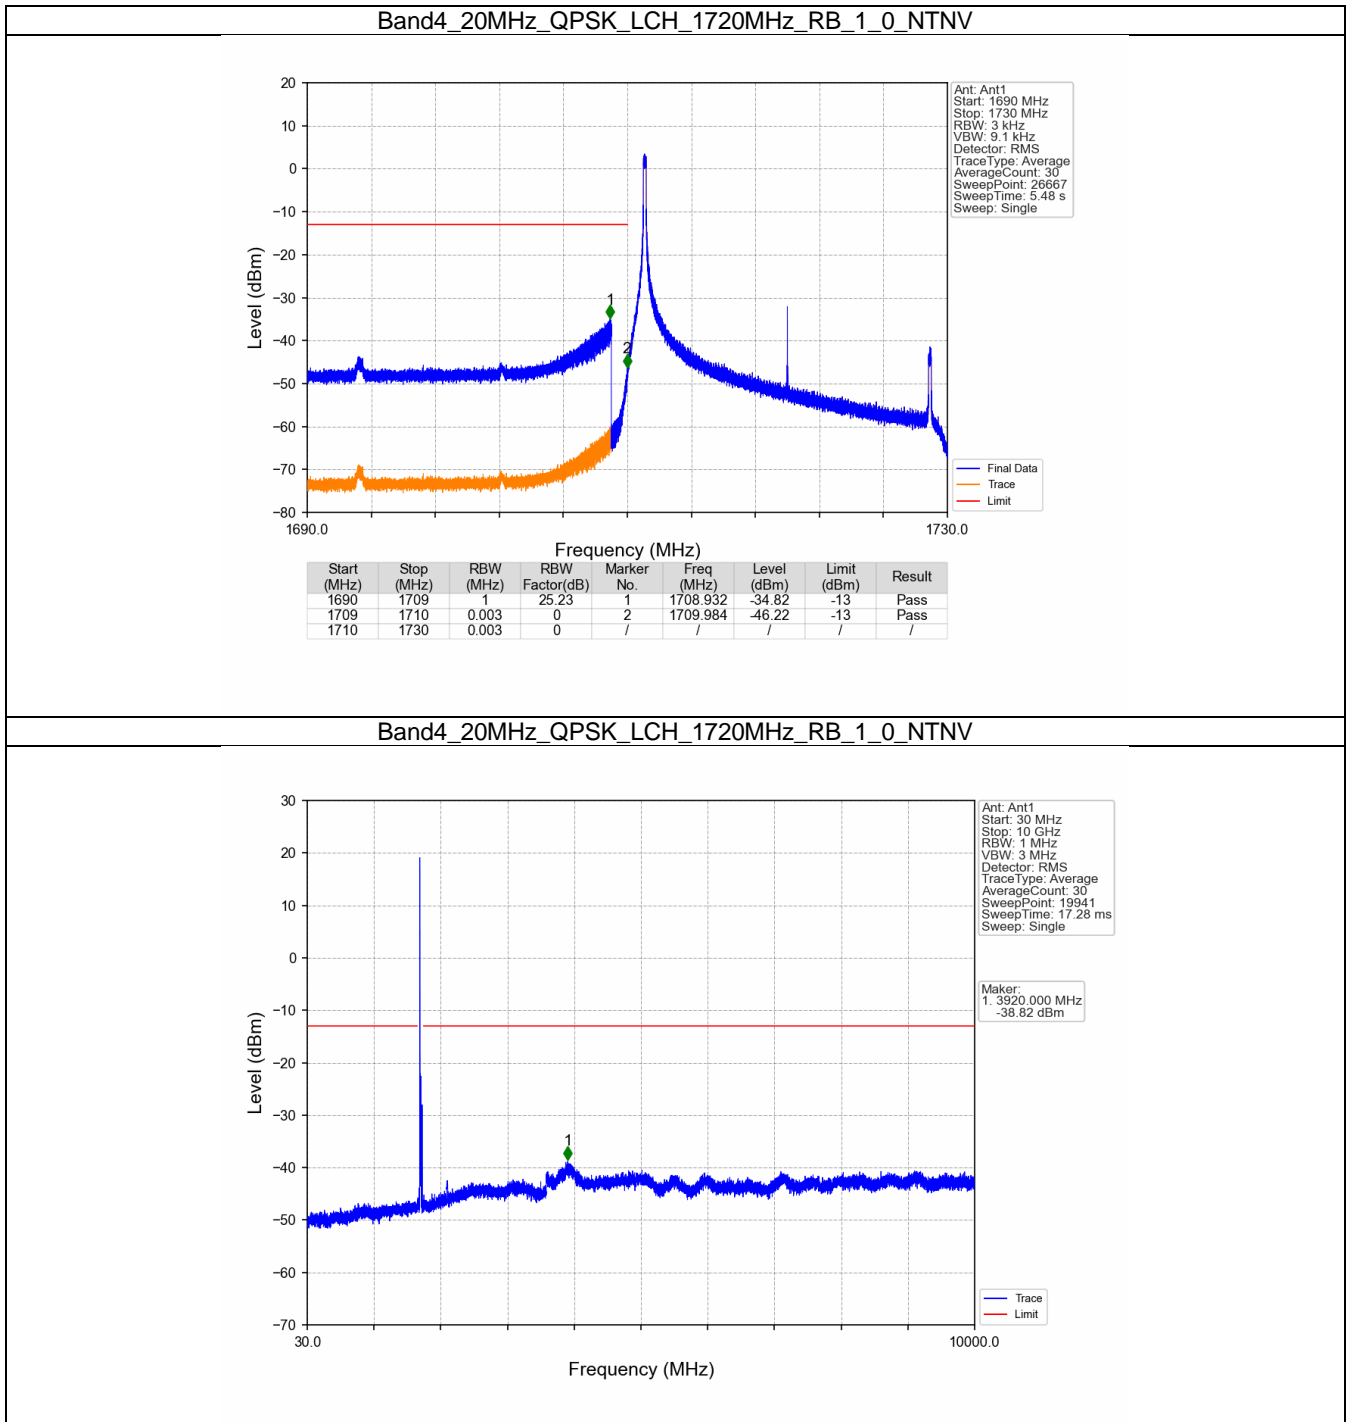 Band4_20MHz_QPSK_LCH_1720MHz_RB_1_0_NTNV
20
10
0
−10
−20
−30
−40
−50
−60
−70
−80
Level (dBm)
1
2
1690.0
1730.0
Frequency (MHz)
Ant: Ant1
Start: 1690 MHz
Stop: 1730 MHz
RBW: 3 kHz
VBW: 9.1 kHz
Detector: RMS
TraceType: Average
AverageCount: 30
SweepPoint: 26667
SweepTime: 5.48 s
Sweep: Single
Final Data
Trace
Limit
Start (MHz) Stop (MHz) RBW (MHz) RBW Factor(dB) Marker No. Freq (MHz) Level (dBm) Limit (dBm) Result
1690 1709 1 25.23 1 1708.932 -34.82 -13 Pass
1709 1710 0.003 0 2 1709.984 -46.22 -13 Pass
1710 1730 0.003 0 / / / / /
Band4_20MHz_QPSK_LCH_1720MHz_RB_1_0_NTNV
30
20
10
0
−10
−20
−30
−40
−50
−60
−70
Level (dBm)
1
30.0
10000.0
Frequency (MHz)
Ant: Ant1
Start: 30 MHz
Stop: 10 GHz
RBW: 1 MHz
VBW: 3 MHz
Detector: RMS
TraceType: Average
AverageCount: 30
SweepPoint: 19941
SweepTime: 17.28 ms
Sweep: Single
Maker:
1. 3920.000 MHz
-38.82 dBm
Trace
Limit